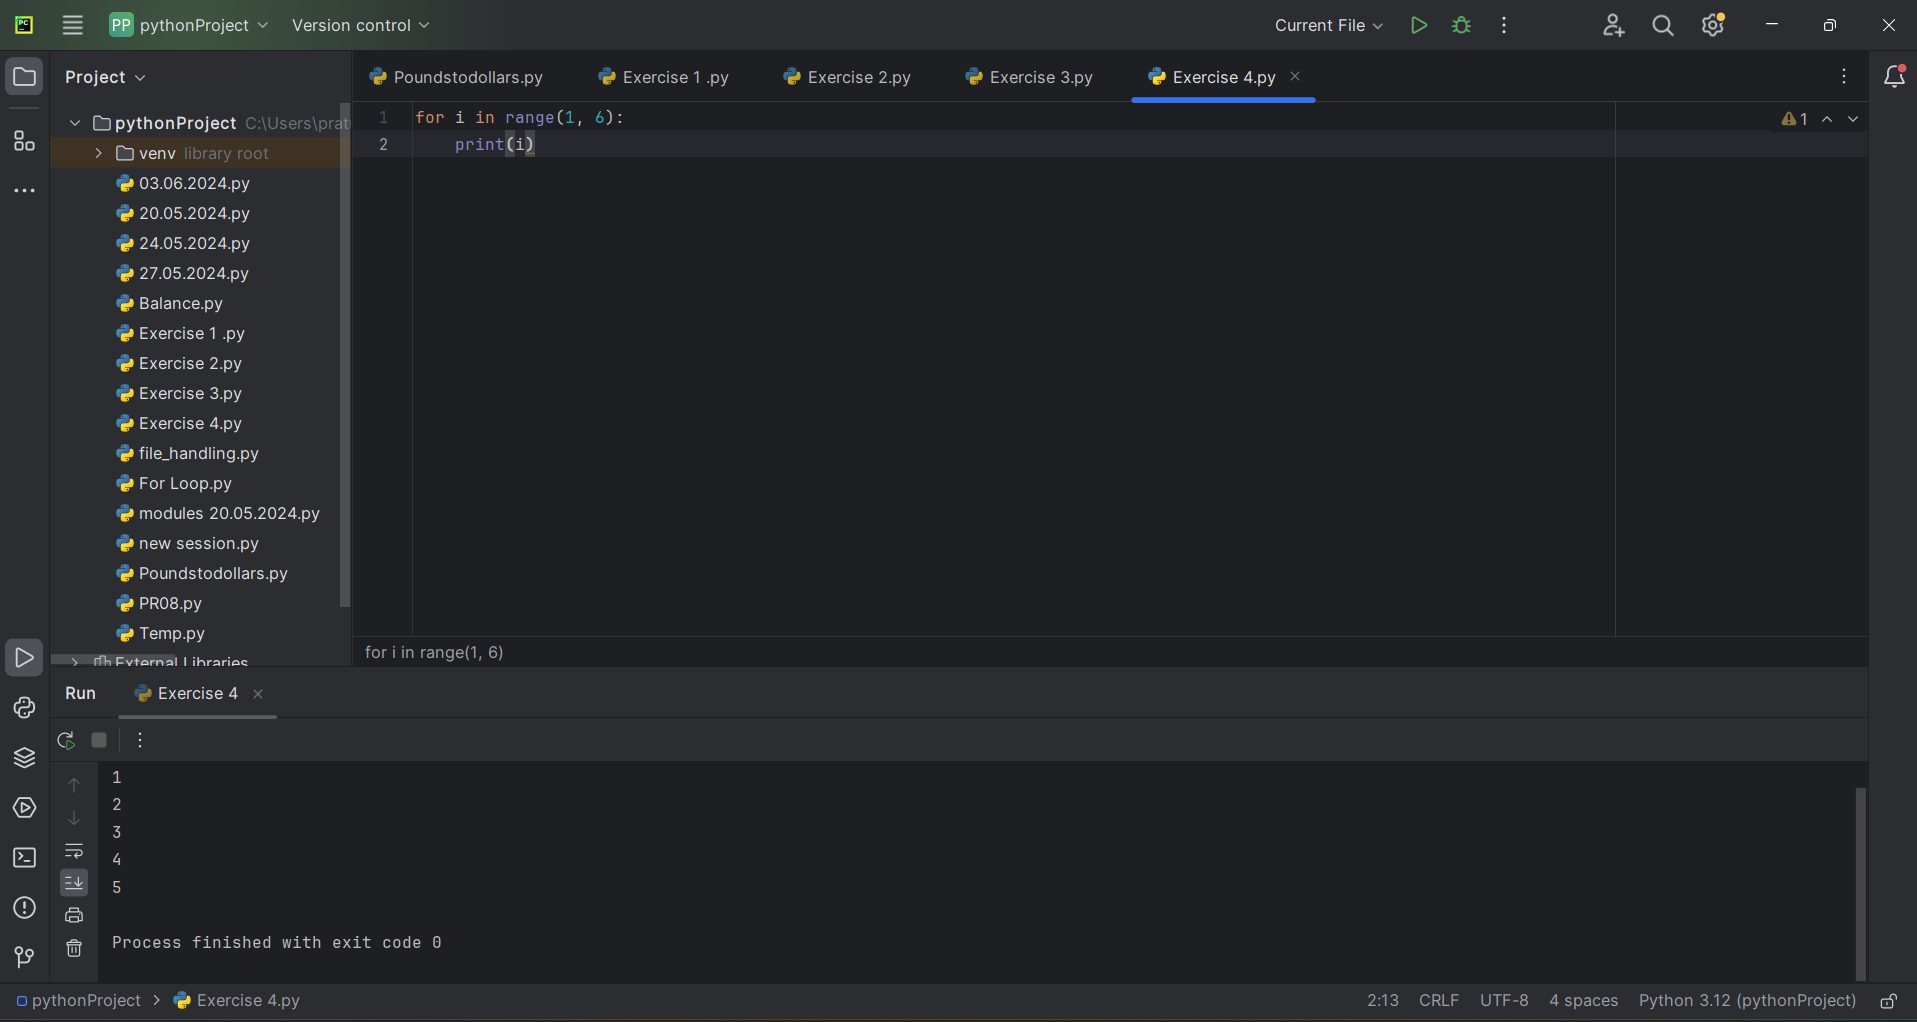 PC
PP pythonProject Version control Current File
Project
Poundstodollars.py Exercise 1 .py Exercise 2.py Exercise 3.py Exercise 4.py
pythonProject C:\Users\prat
venv library root
03.06.2024.py
20.05.2024.py
24.05.2024.py
27.05.2024.py
Balance.py
Exercise 1 .py
Exercise 2.py
Exercise 3.py
Exercise 4.py
file_handling.py
For Loop.py
modules 20.05.2024.py
new session.py
Poundstodollars.py
PR08.py
Temp.py
External Libraries
1 for i in range(1, 6):
2 print(i)
1
for i in range(1, 6)
Run Exercise 4
1
2
3
4
5
Process finished with exit code 0
pythonProject > Exercise 4.py 2:13 CRLF UTF-8 4 spaces Python 3.12 (pythonProject)